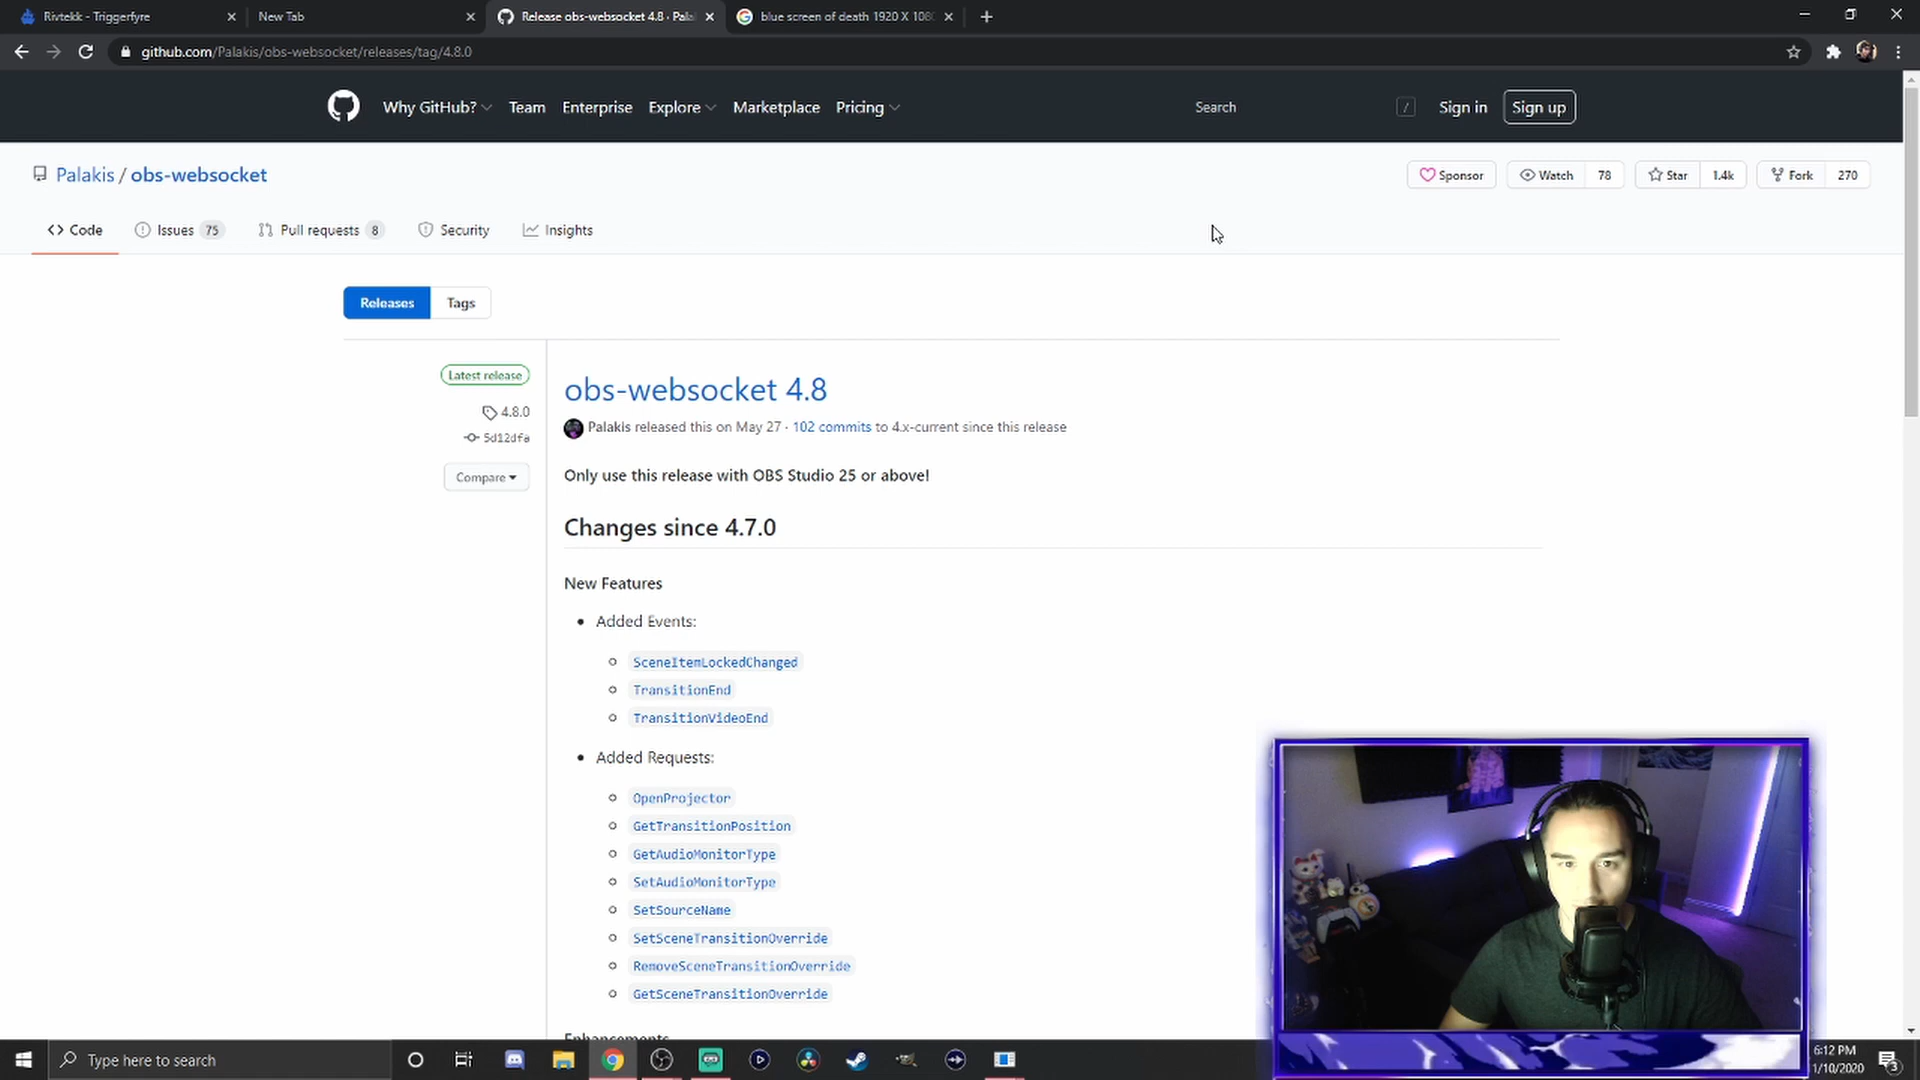 Rivtekk - Triggerfyre
New Tab
Release obs-websocket 4.8 · Pala
blue screen of death 1920 X 108
github.com/Palakis/obs-websocket/releases/tag/4.8.0
Why GitHub? Team Enterprise Explore Marketplace Pricing
Search /
Sign in Sign up
Palakis / obs-websocket
Sponsor Watch 78 Star 1.4k Fork 270
<> Code Issues 75 Pull requests 8 Security Insights
Releases Tags
Latest release
4.8.0
5d12dfa
Compare
obs-websocket 4.8
Palakis released this on May 27 · 102 commits to 4.x-current since this release
Only use this release with OBS Studio 25 or above!
Changes since 4.7.0
New Features
Added Events:
SceneItemLockedChanged
TransitionEnd
TransitionVideoEnd
Added Requests:
OpenProjector
GetTransitionPosition
GetAudioMonitorType
SetAudioMonitorType
SetSourceName
SetSceneTransitionOverride
RemoveSceneTransitionOverride
GetSceneTransitionOverride
Enhancements
Type here to search
6:12 PM
1/10/2020
3